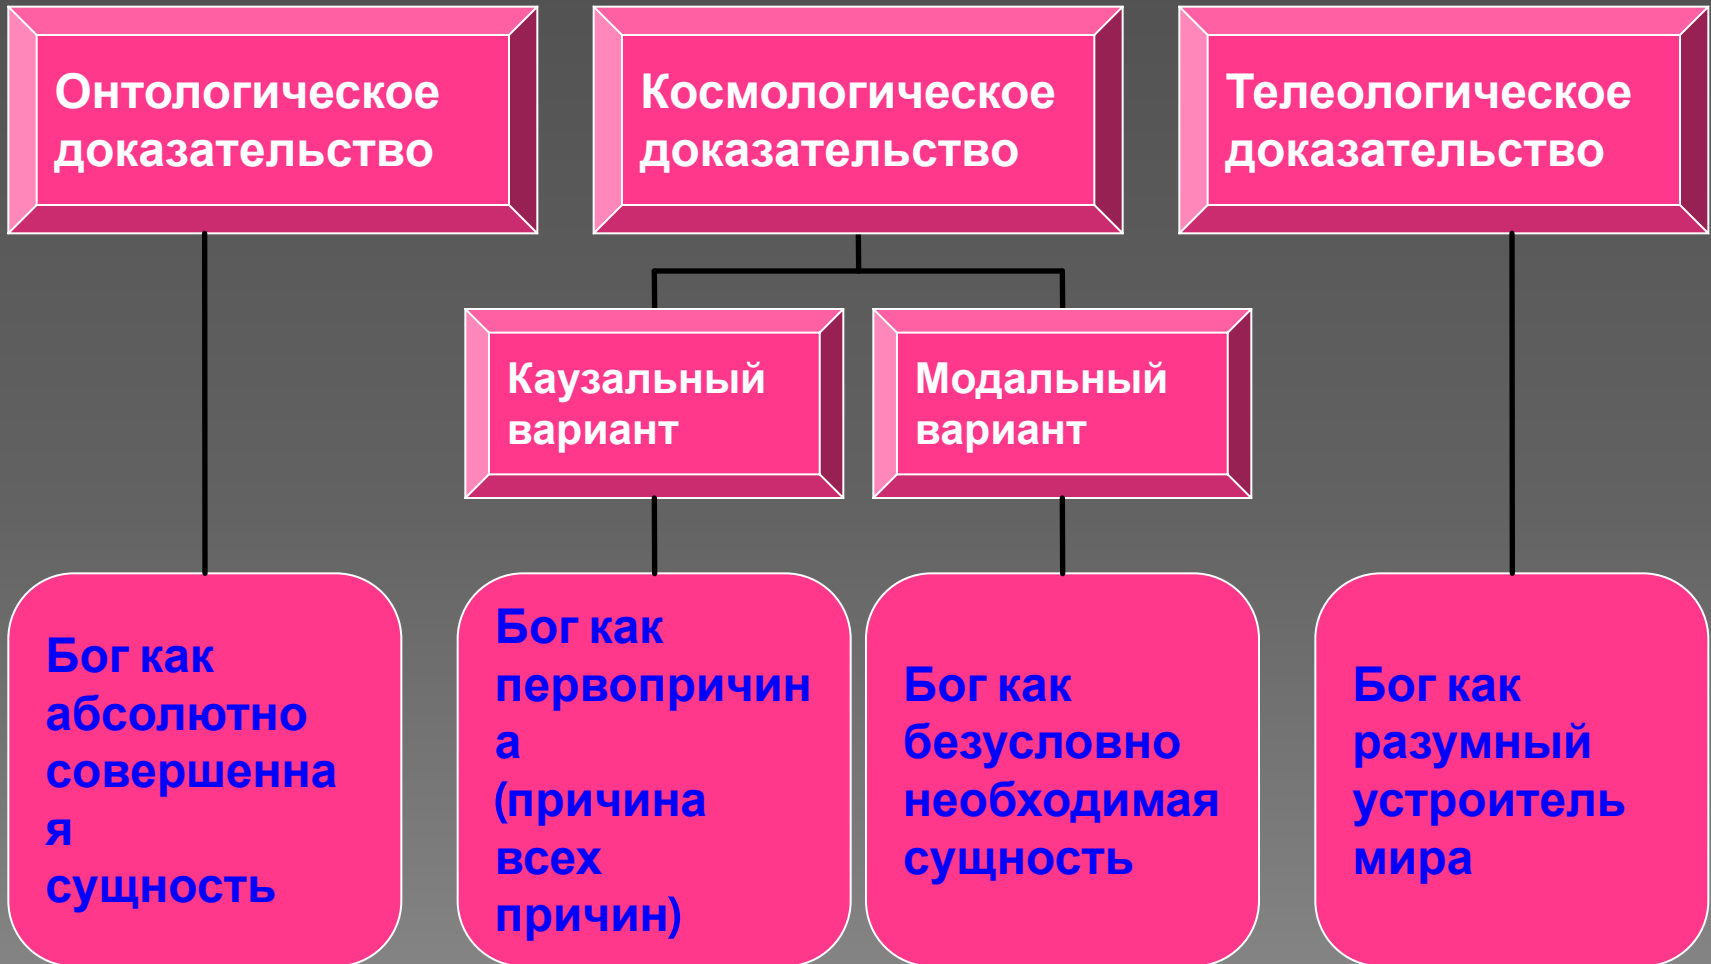 Онтологическое
доказательство
Космологическое
доказательство
Телеологическое
доказательство
Каузальный
вариант
Модальный
вариант
Бог как
абсолютно
совершенна
я
сущность
Бог как
первопричин
а
(причина
всех
причин)
Бог как
безусловно
необходимая
сущность
Бог как
разумный
устроитель
мира